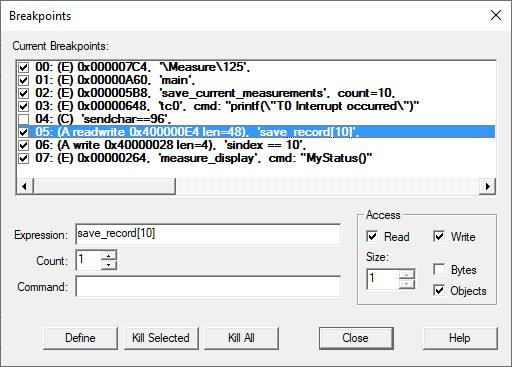 Breakpoints
Current Breakpoints:
00: (E) 0x000007C4, '\Measure\125',
01: (E) 0x00000A60, 'main',
02: (E) 0x000005B8, 'save_current_measurements', count=10,
03: (E) 0x00000648, 'tc0', cmd: "printf(\"T0 Interrupt occurred\")"
04: (C) 'sendchar==96',
05: (A readwrite 0x400000E4 len=48), 'save_record[10]',
06: (A write 0x40000028 len=4), 'sindex == 10',
07: (E) 0x00000264, 'measure_display', cmd: "MyStatus()"
Expression: save_record[10]
Count: 1
Command:
Access
Read Write
Size:
1
Bytes
Objects
Define Kill Selected Kill All Close Help